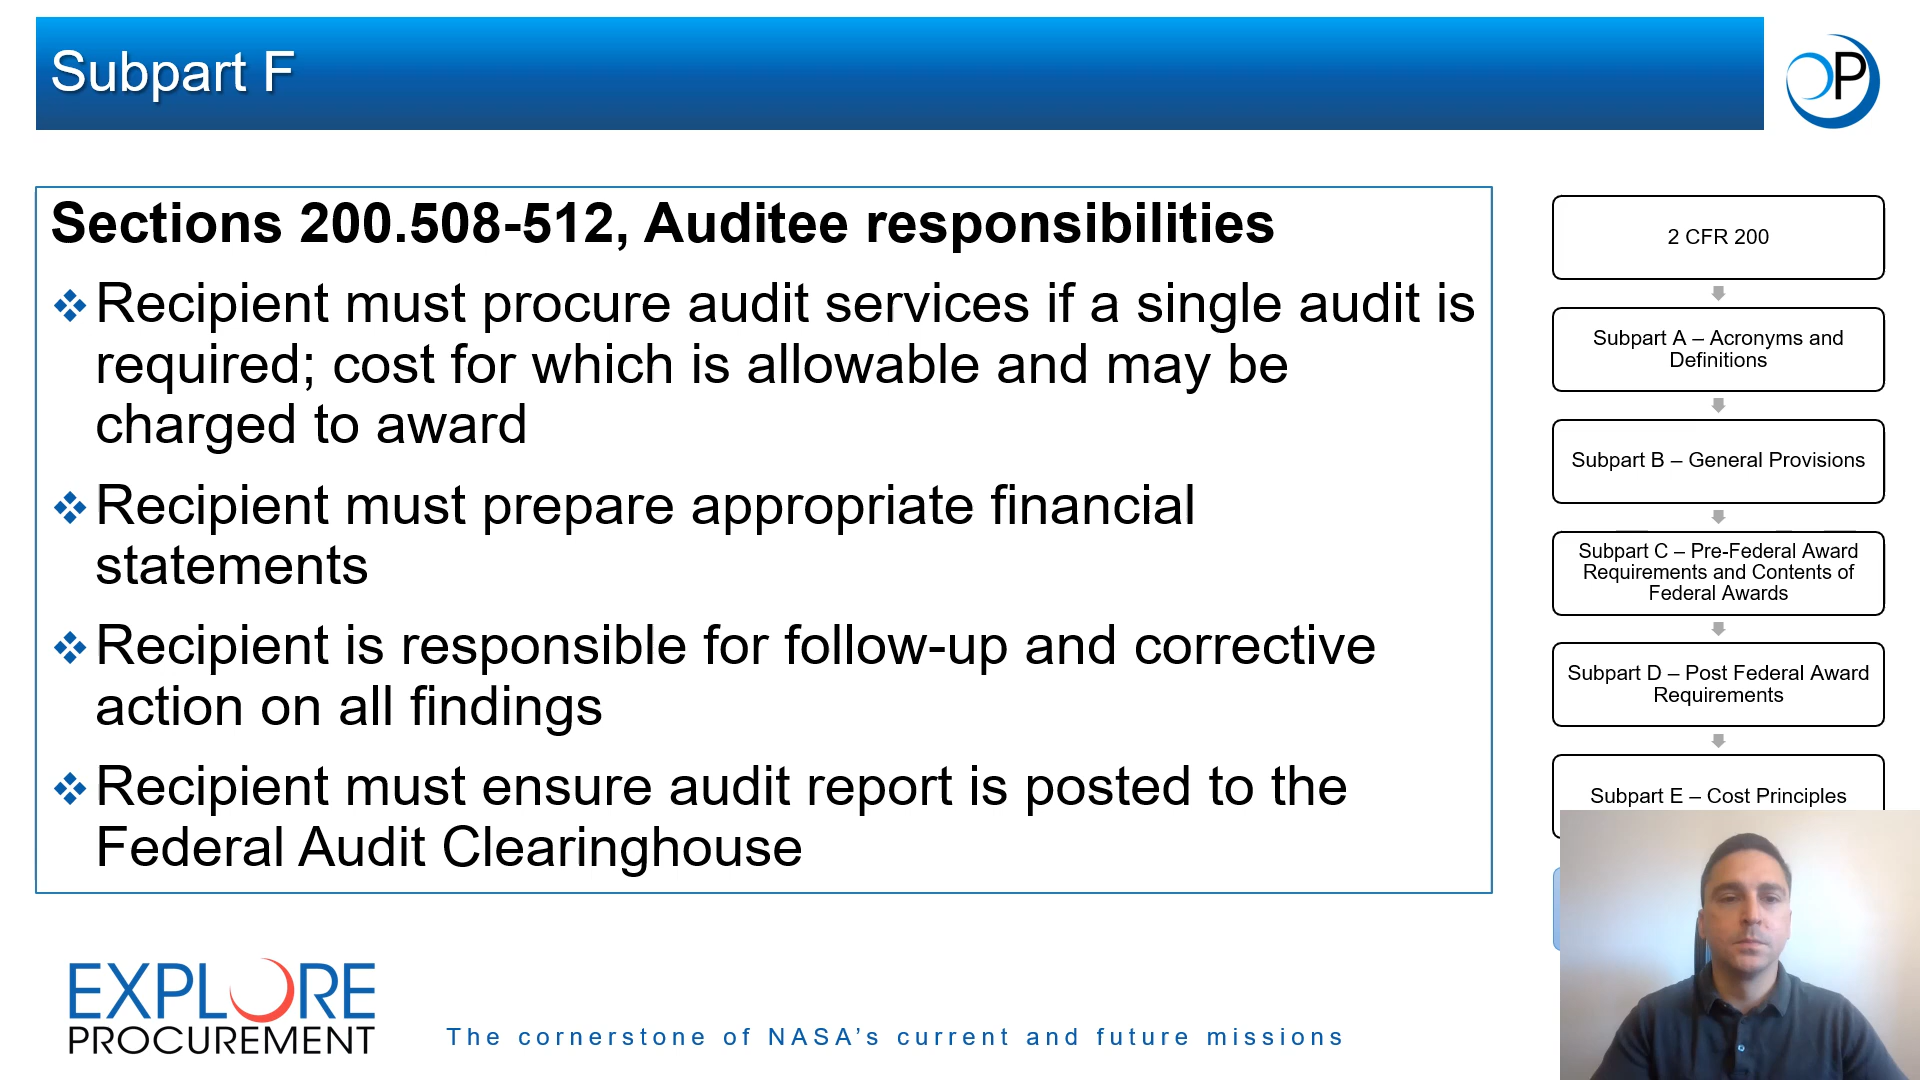 Subpart F
P
Sections 200.508-512, Auditee responsibilities
Recipient must procure audit services if a single audit is
required; cost for which is allowable and may be
charged to award
Recipient must prepare appropriate financial
statements
Recipient is responsible for follow-up and corrective
action on all findings
Recipient must ensure audit report is posted to the
Federal Audit Clearinghouse
2 CFR 200
Subpart A – Acronyms and
Definitions
Subpart B – General Provisions
Subpart C – Pre-Federal Award
Requirements and Contents of
Federal Awards
Subpart D – Post Federal Award
Requirements
Subpart E – Cost Principles
EXPLORE
PROCUREMENT
The cornerstone of NASA’s current and future missions